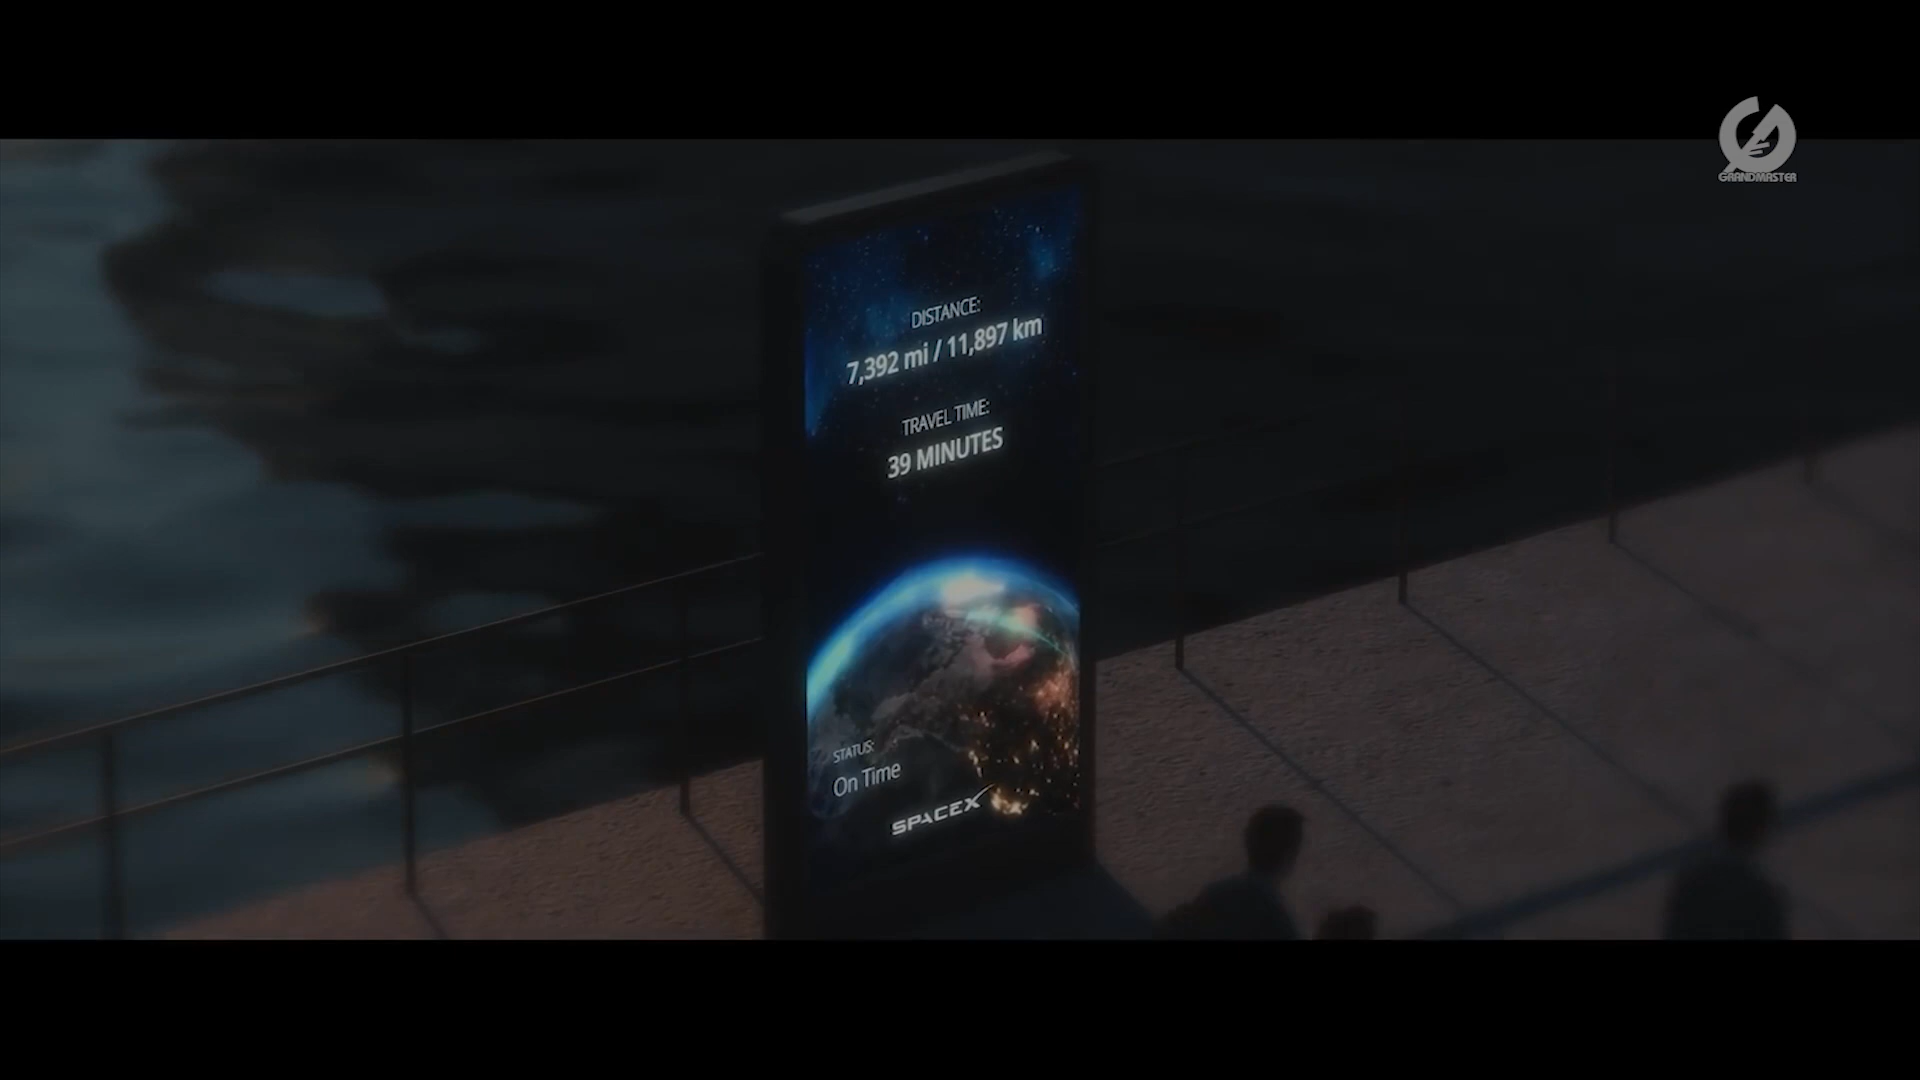 GRANDMASTER
DISTANCE:
7,392 mi / 11,897 km
TRAVEL TIME:
39 MINUTES
STATUS:
On Time
SPACEX